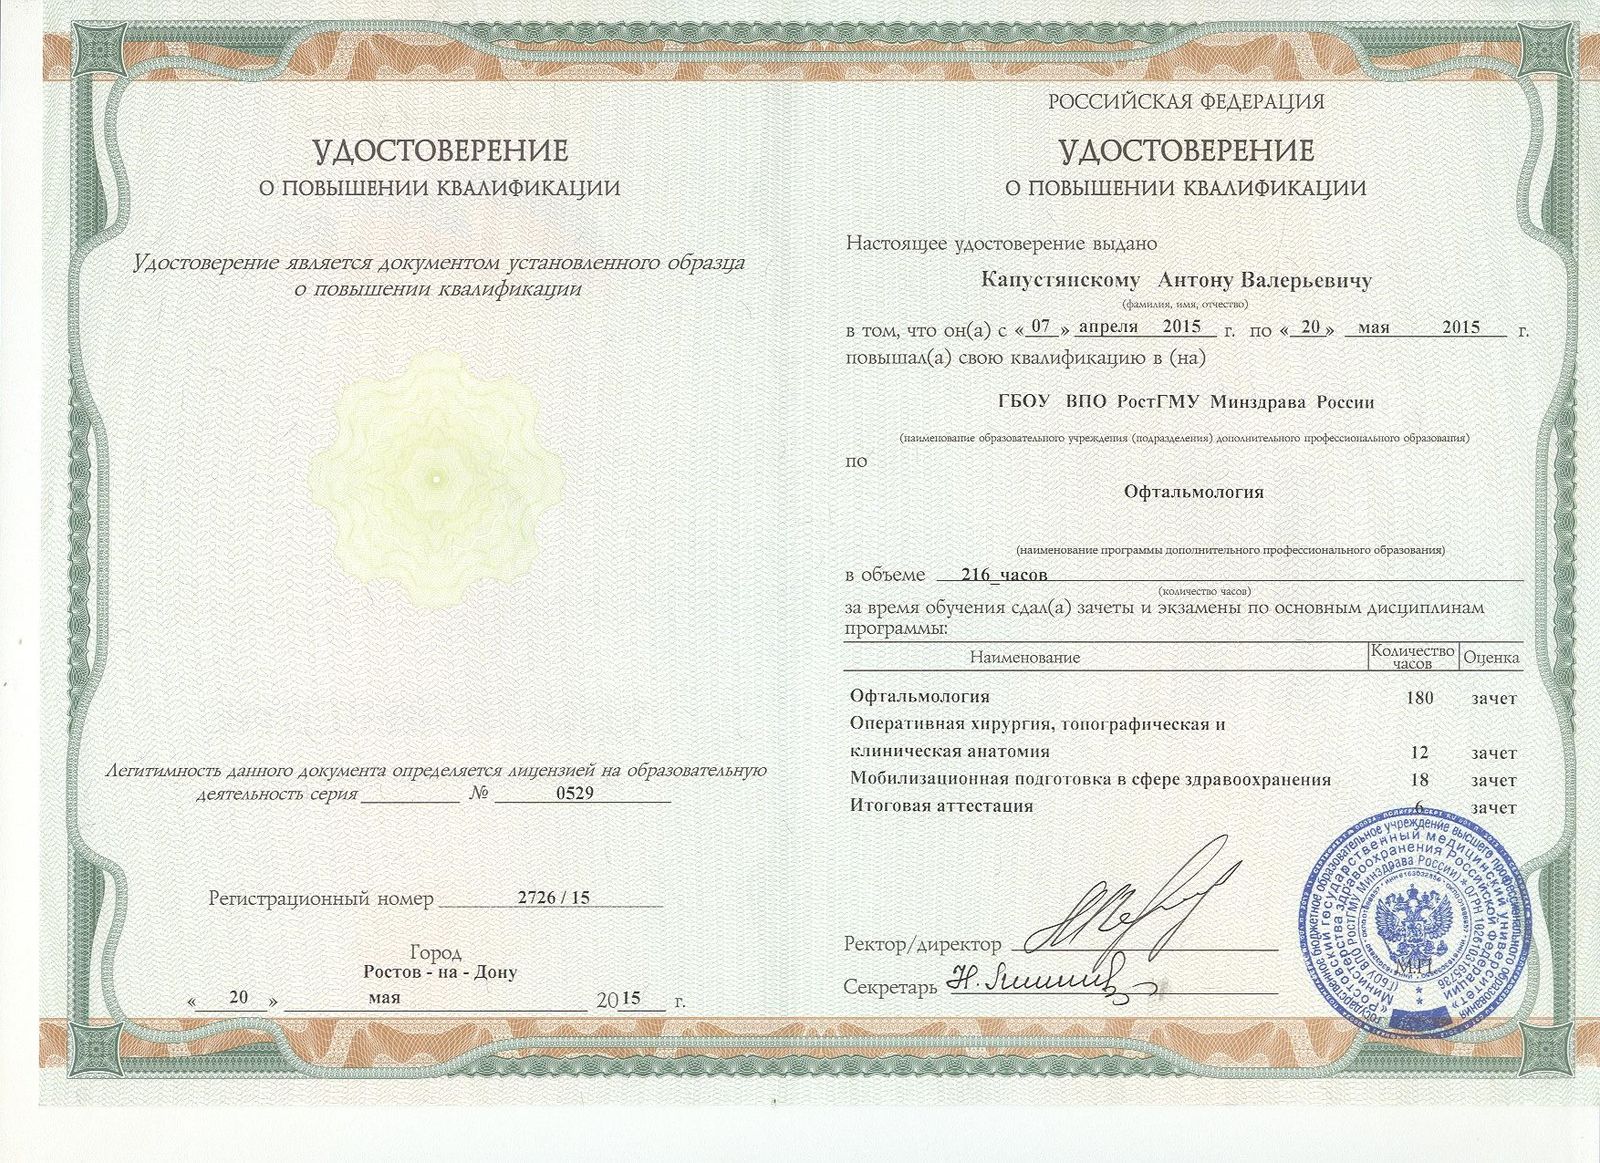 УДОСТОВЕРЕНИЕ
О ПОВЫШЕНИИ КВАЛИФИКАЦИИ
Удостоверение является документом установленного образца
о повышении квалификации
Легитимность данного документа определяется лицензией на образовательную
деятельность серия № 0529
Регистрационный номер 2726 / 15
Город
Ростов - на - Дону
« 20 » мая 2015 г.
РОССИЙСКАЯ ФЕДЕРАЦИЯ
УДОСТОВЕРЕНИЕ
О ПОВЫШЕНИИ КВАЛИФИКАЦИИ
Настоящее удостоверение выдано
Капустянскому Антону Валерьевичу
(фамилия, имя, отчество)
в том, что он(а) с « 07 » апреля 2015 г. по « 20 » мая 2015 г.
повышал(а) свою квалификацию в (на)
ГБОУ ВПО РостГМУ Минздрава России
(наименование образовательного учреждения (подразделения) дополнительного профессионального образования)
по
Офтальмология
(наименование программы дополнительного профессионального образования)
в объеме 216_часов
(количество часов)
за время обучения сдал(а) зачеты и экзамены по основным дисциплинам
программы:
Наименование Количество часов Оценка
Офтальмология 180 зачет
Оперативная хирургия, топографическая и
клиническая анатомия 12 зачет
Мобилизационная подготовка в сфере здравоохранения 18 зачет
Итоговая аттестация 6 зачет
Ректор/директор
Секретарь
М.П.
государственное бюджетное образовательное учреждение высшего профессионального образования
«Ростовский государственный медицинский университет»
Министерства здравоохранения Российской Федерации
(ГБОУ ВПО РостГМУ Минздрава России) * ОГРН 1026103165736